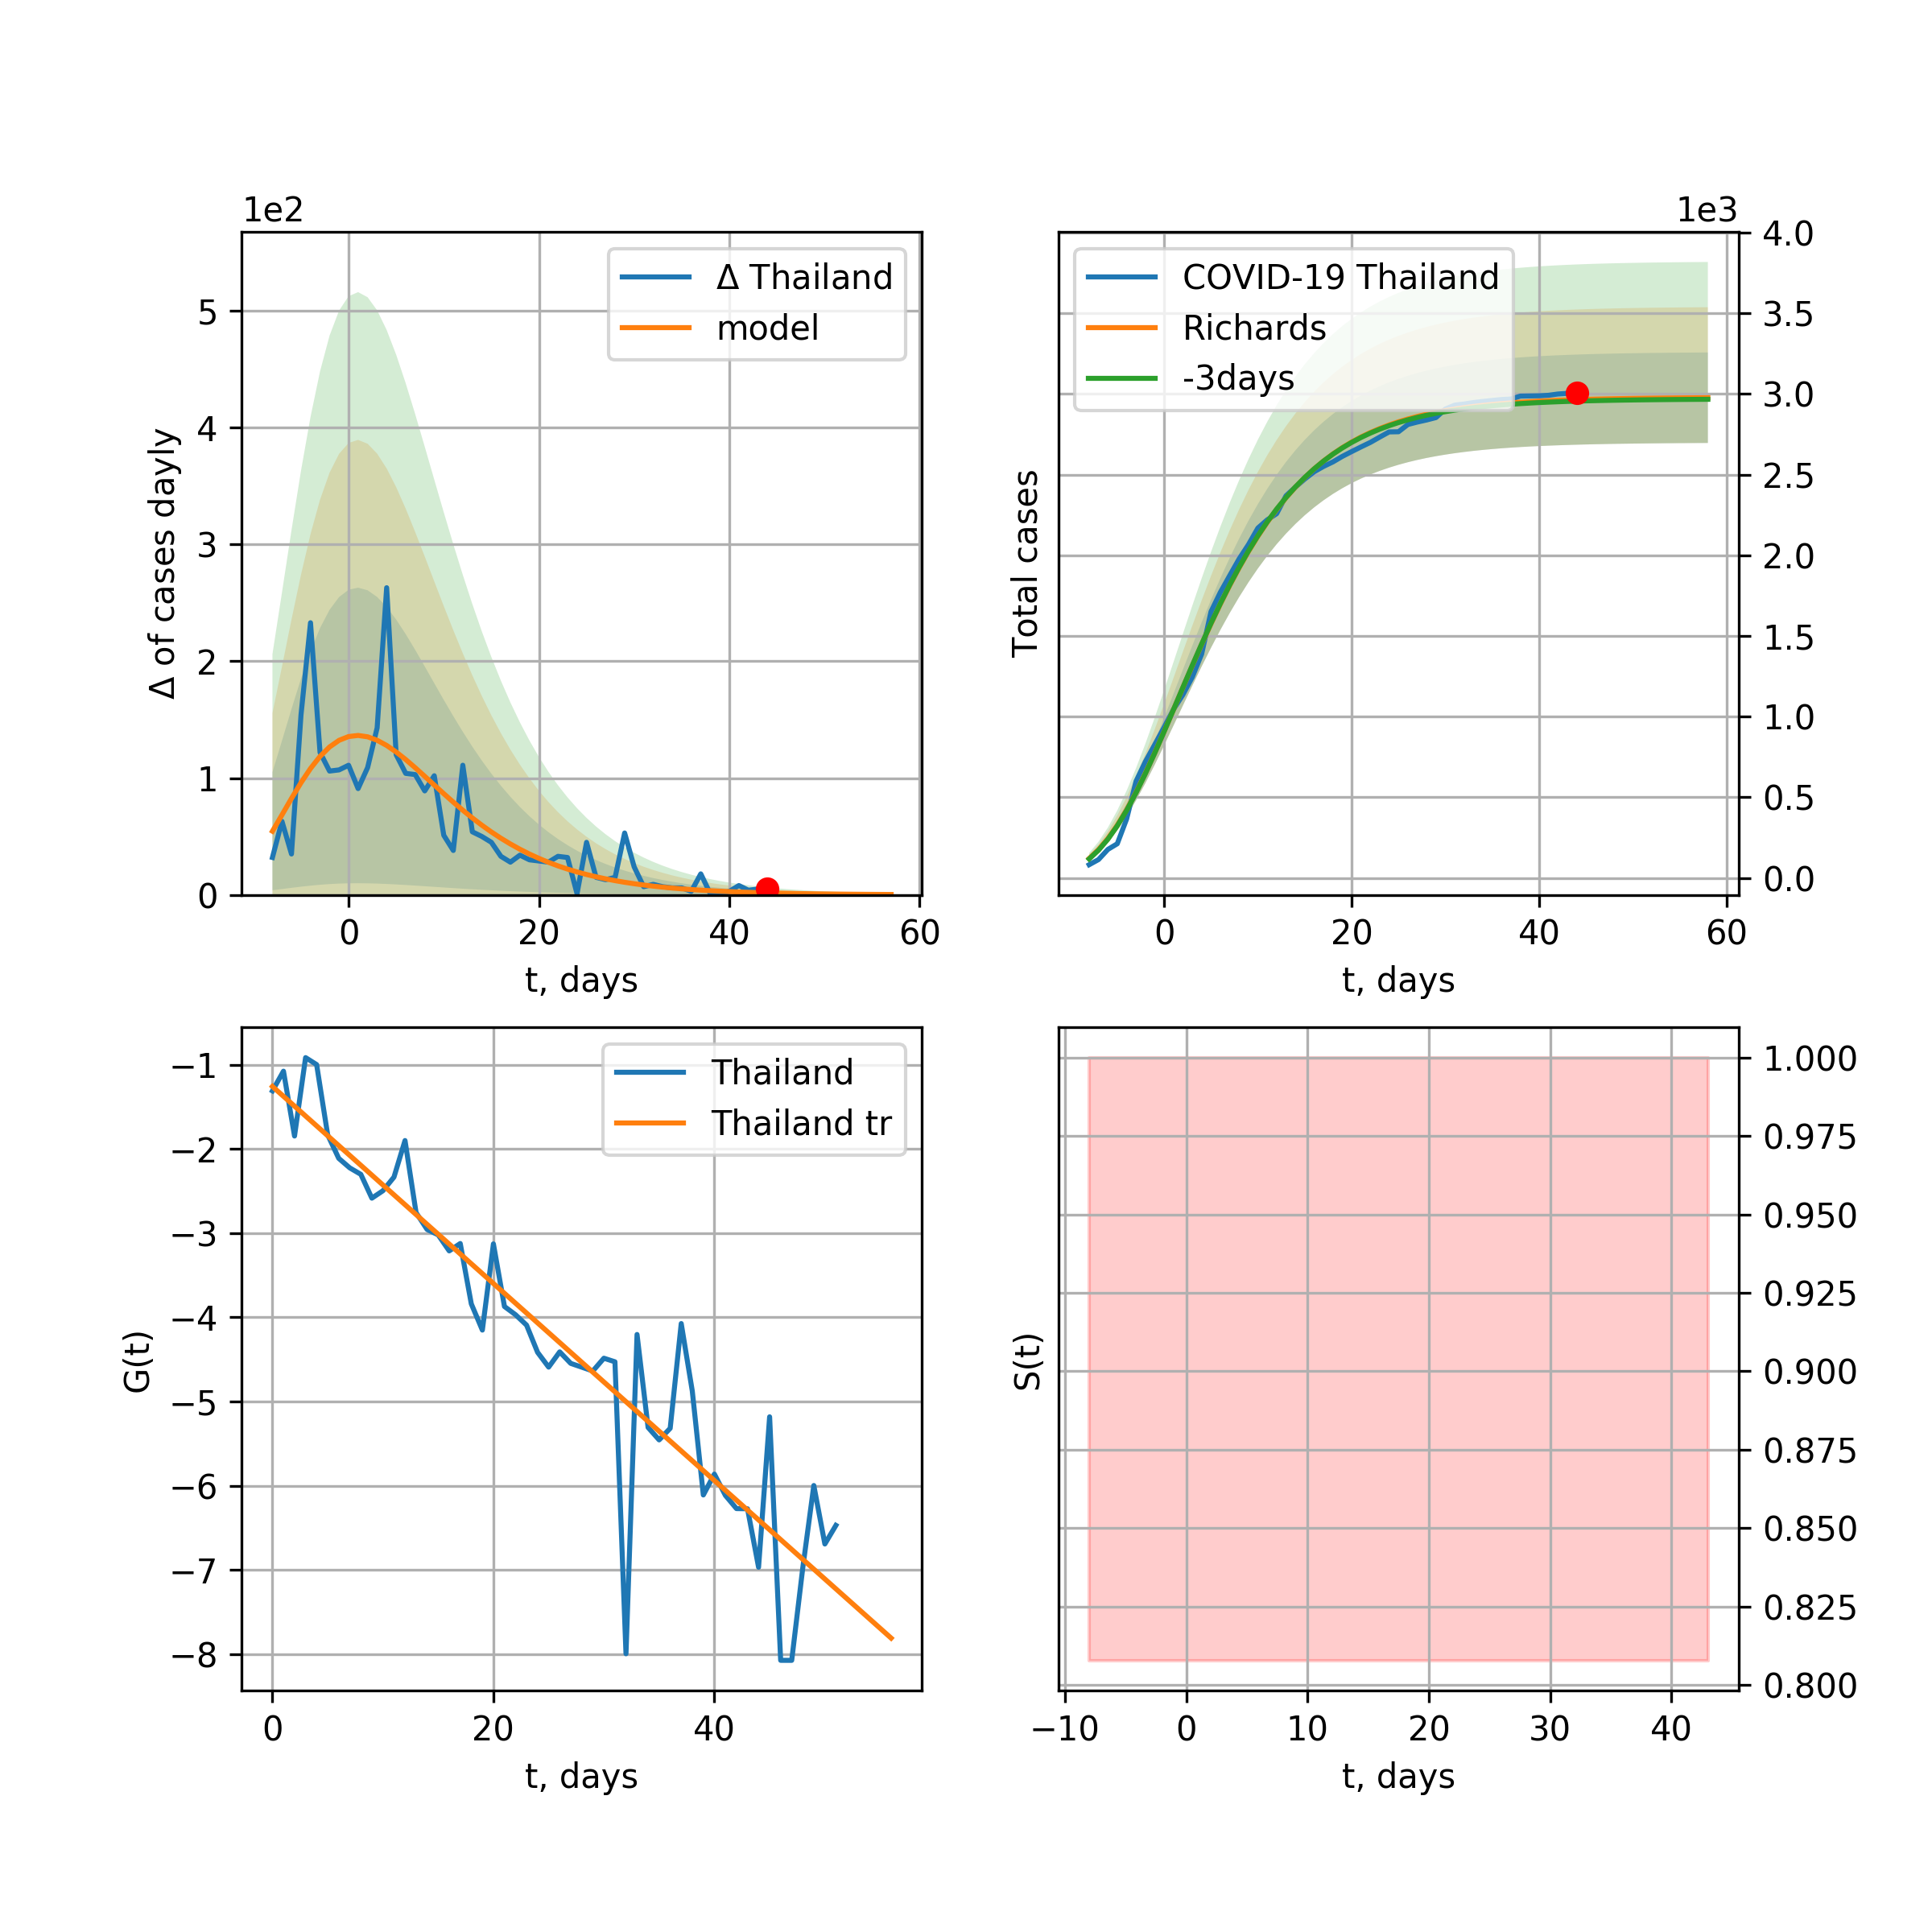 1e2
5
4
3
2
1
0
Δ of cases dayly
Δ Thailand
model
0 20 40 60
t, days
1e3
4.0
3.5
3.0
2.5
2.0
1.5
1.0
0.5
0.0
Total cases
COVID-19 Thailand
Richards
-3days
0 20 40 60
t, days
−1
−2
−3
−4
−5
−6
−7
−8
G(t)
Thailand
Thailand tr
0 20 40
t, days
1.000
0.975
0.950
0.925
0.900
0.875
0.850
0.825
0.800
S(t)
−10 0 10 20 30 40
t, days